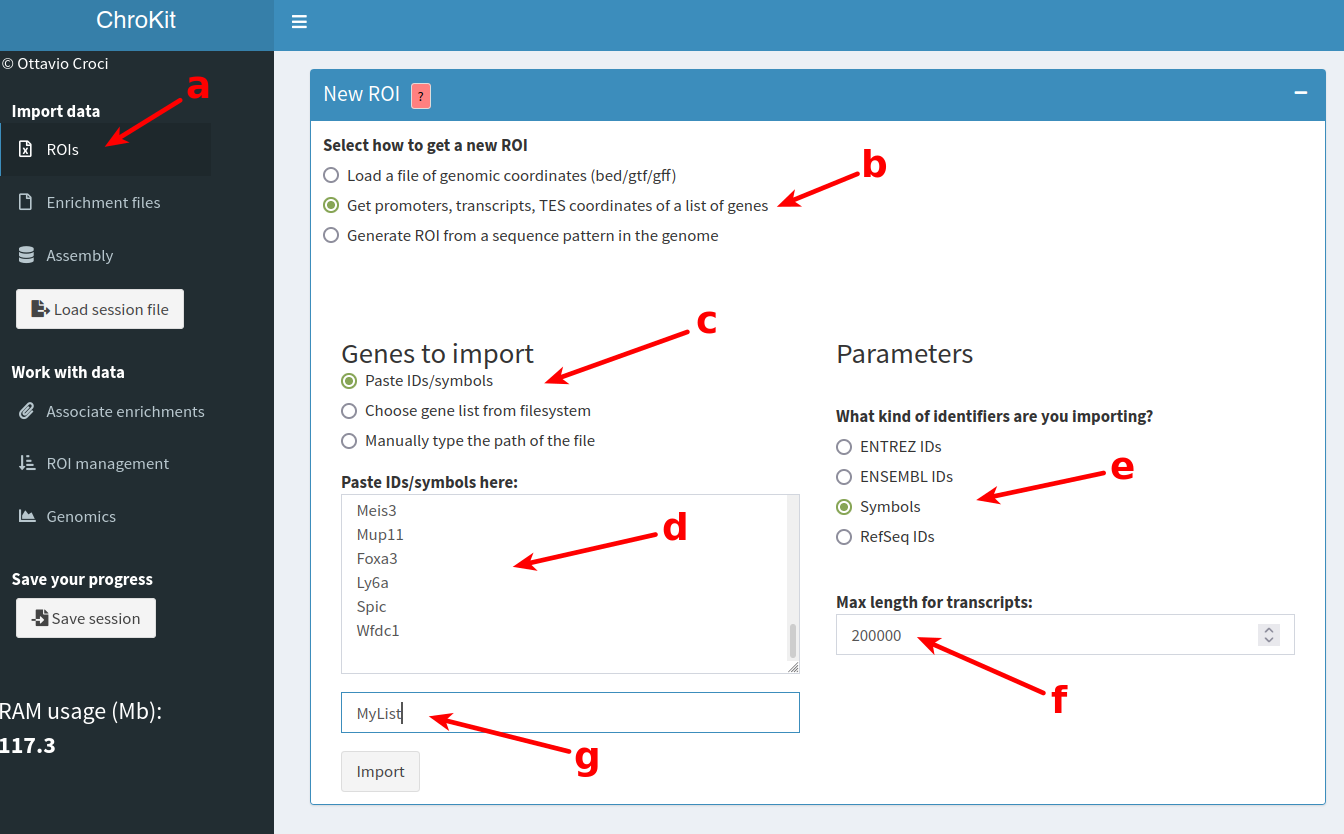 ChroKit
© Ottavio Croci
a
Import data
ROIs
Enrichment files
Assembly
Load session file
Work with data
Associate enrichments
ROI management
Genomics
Save your progress
Save session
RAM usage (Mb):
117.3
New ROI ?
Select how to get a new ROI
Load a file of genomic coordinates (bed/gtf/gff)
b
Get promoters, transcripts, TES coordinates of a list of genes
Generate ROI from a sequence pattern in the genome
c
Genes to import
Paste IDs/symbols
Choose gene list from filesystem
Manually type the path of the file
Paste IDs/symbols here:
Meis3
Mup11
d
Foxa3
Ly6a
Spic
Wfdc1
MyList
g
Import
Parameters
What kind of identifiers are you importing?
ENTREZ IDs
e
ENSEMBL IDs
Symbols
RefSeq IDs
Max length for transcripts:
200000
f